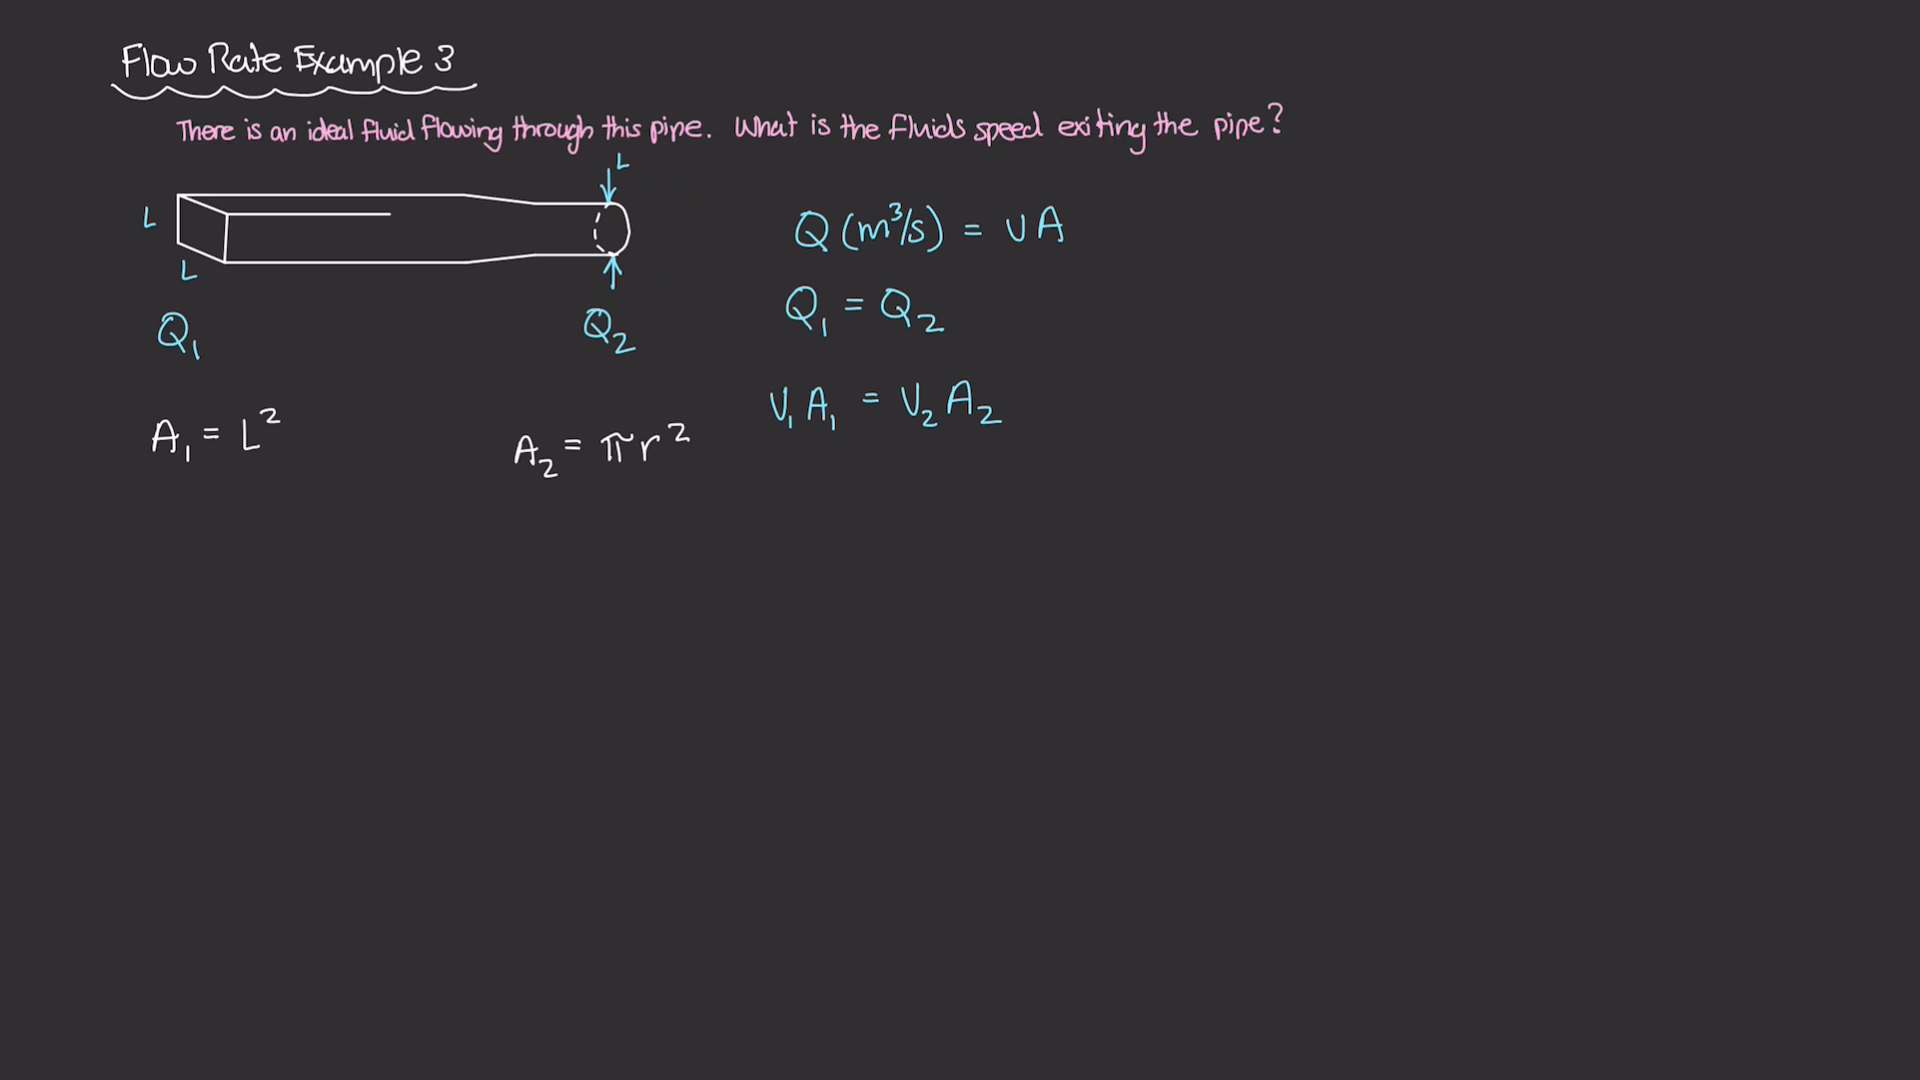 Flow Rate Example 3
There is an ideal fluid flowing through this pipe. What is the fluids speed exiting the pipe?
L
L
L
Q₁
Q₂
A₁ = L²
A₂ = πr²
Q (m³/s) = vA
Q₁ = Q₂
v₁A₁ = v₂A₂